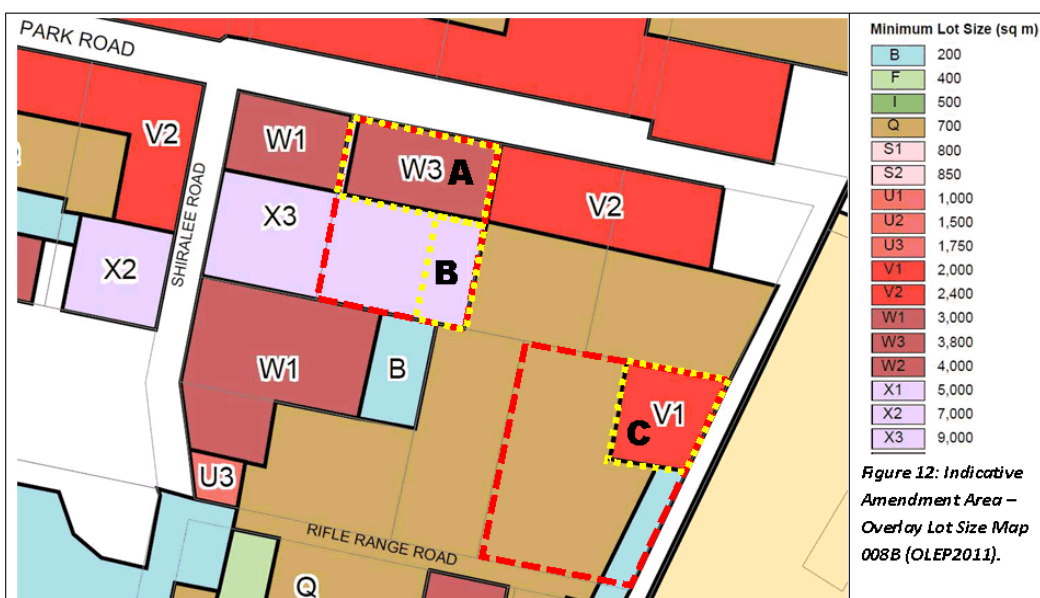 PARK ROAD
V2
W1
W3 A
V2
X3
SHIRALEE ROAD
X2
B
W1
B
V1
C
U3
RIFLE RANGE ROAD
Q
Minimum Lot Size (sq m)
B 200
F 400
I 500
Q 700
S1 800
S2 850
U1 1,000
U2 1,500
U3 1,750
V1 2,000
V2 2,400
W1 3,000
W3 3,800
W2 4,000
X1 5,000
X2 7,000
X3 9,000
Figure 12: Indicative
Amendment Area –
Overlay Lot Size Map
008B (OLEP2011).